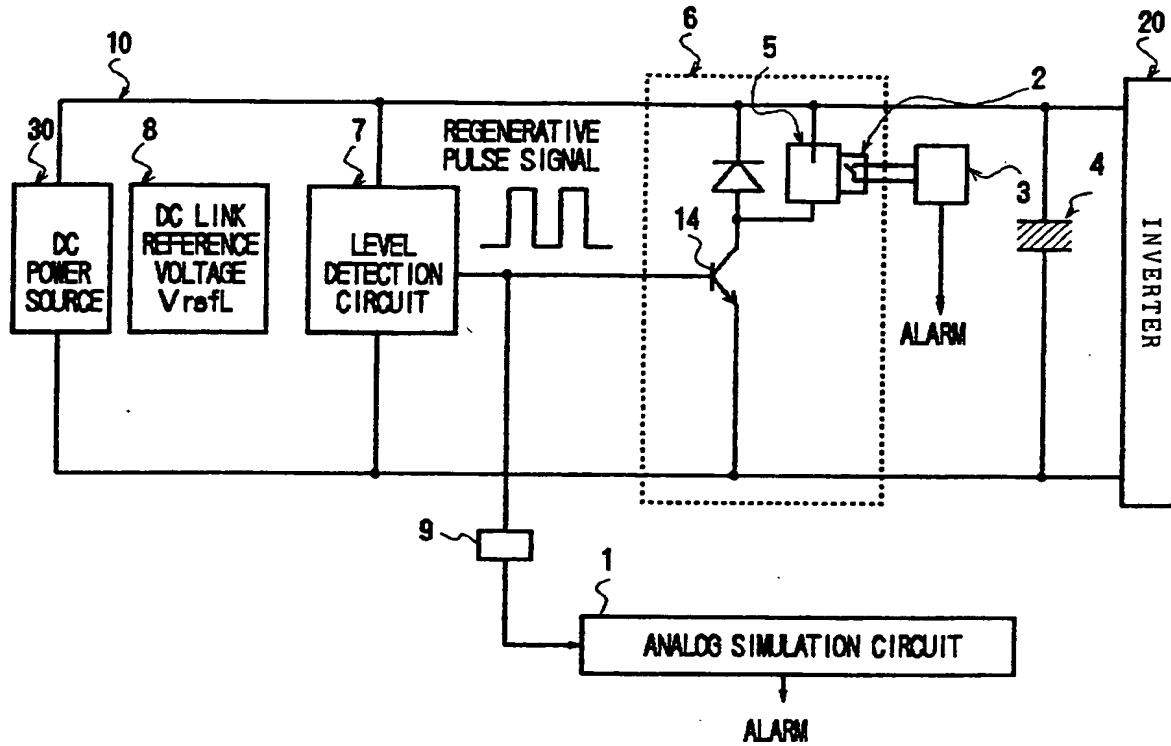 10
6
5
2
20
30
8
7
REGENERATIVE
PULSE SIGNAL
3
4
DC
POWER
SOURCE
DC LINK
REFERENCE
VOLTAGE
VrefL
LEVEL
DETECTION
CIRCUIT
14
ALARM
INVERTER
9
1
ANALOG SIMULATION CIRCUIT
ALARM